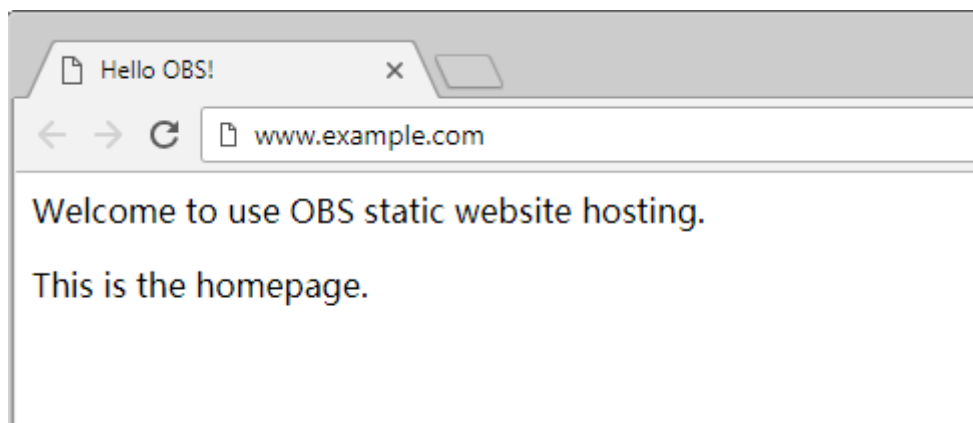 Hello OBS!
www.example.com
Welcome to use OBS static website hosting.
This is the homepage.